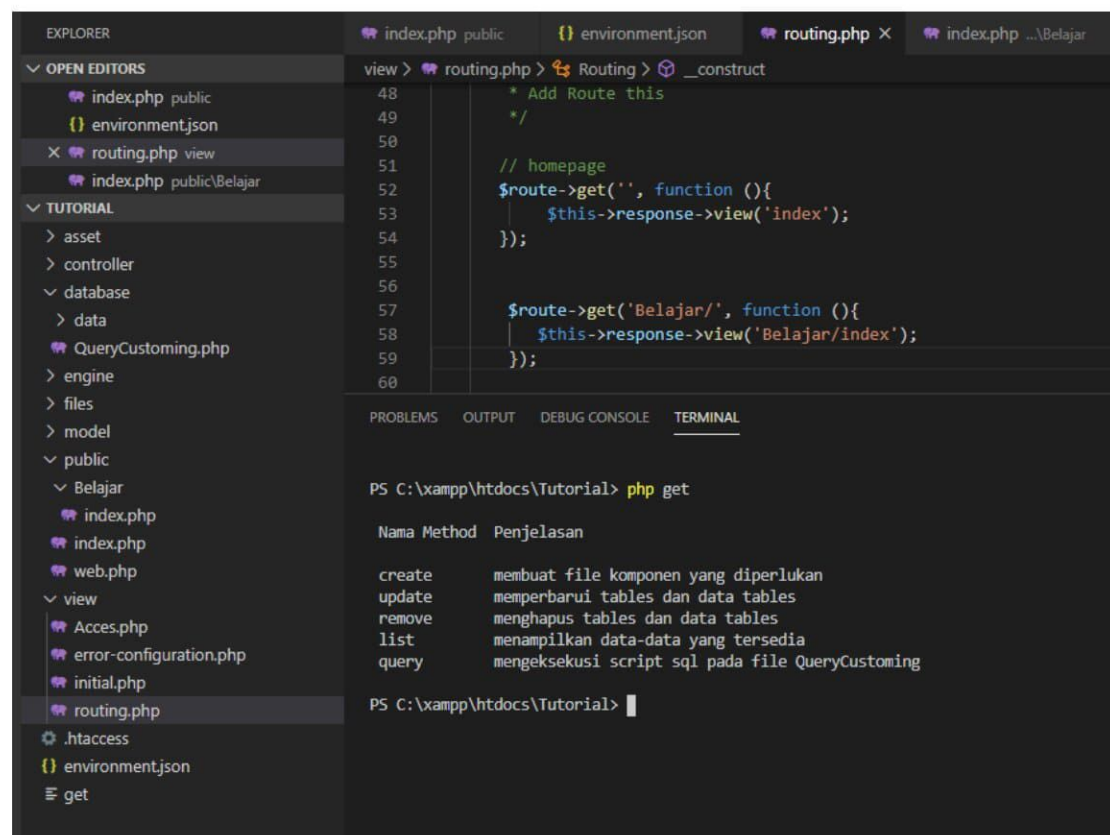 EXPLORER
OPEN EDITORS
index.php public
{} environment.json
X routing.php view
index.php public\Belajar
TUTORIAL
> asset
> controller
database
> data
QueryCustoming.php
> engine
> files
> model
public
Belajar
index.php
index.php
web.php
view
Acces.php
error-configuration.php
initial.php
routing.php
.htaccess
{} environment.json
get
index.php public {} environment.json routing.php X index.php ...\Belajar
view > routing.php > Routing > __construct
48 * Add Route this
49 */
50
51 // homepage
52 $route->get('', function (){
53 $this->response->view('index');
54 });
55
56
57 $route->get('Belajar/', function (){
58 $this->response->view('Belajar/index');
59 });
60
PROBLEMS OUTPUT DEBUG CONSOLE TERMINAL
PS C:\xampp\htdocs\Tutorial> php get
Nama Method Penjelasan
create membuat file komponen yang diperlukan
update memperbarui tables dan data tables
remove menghapus tables dan data tables
list menampilkan data-data yang tersedia
query mengeksekusi script sql pada file QueryCustoming
PS C:\xampp\htdocs\Tutorial>